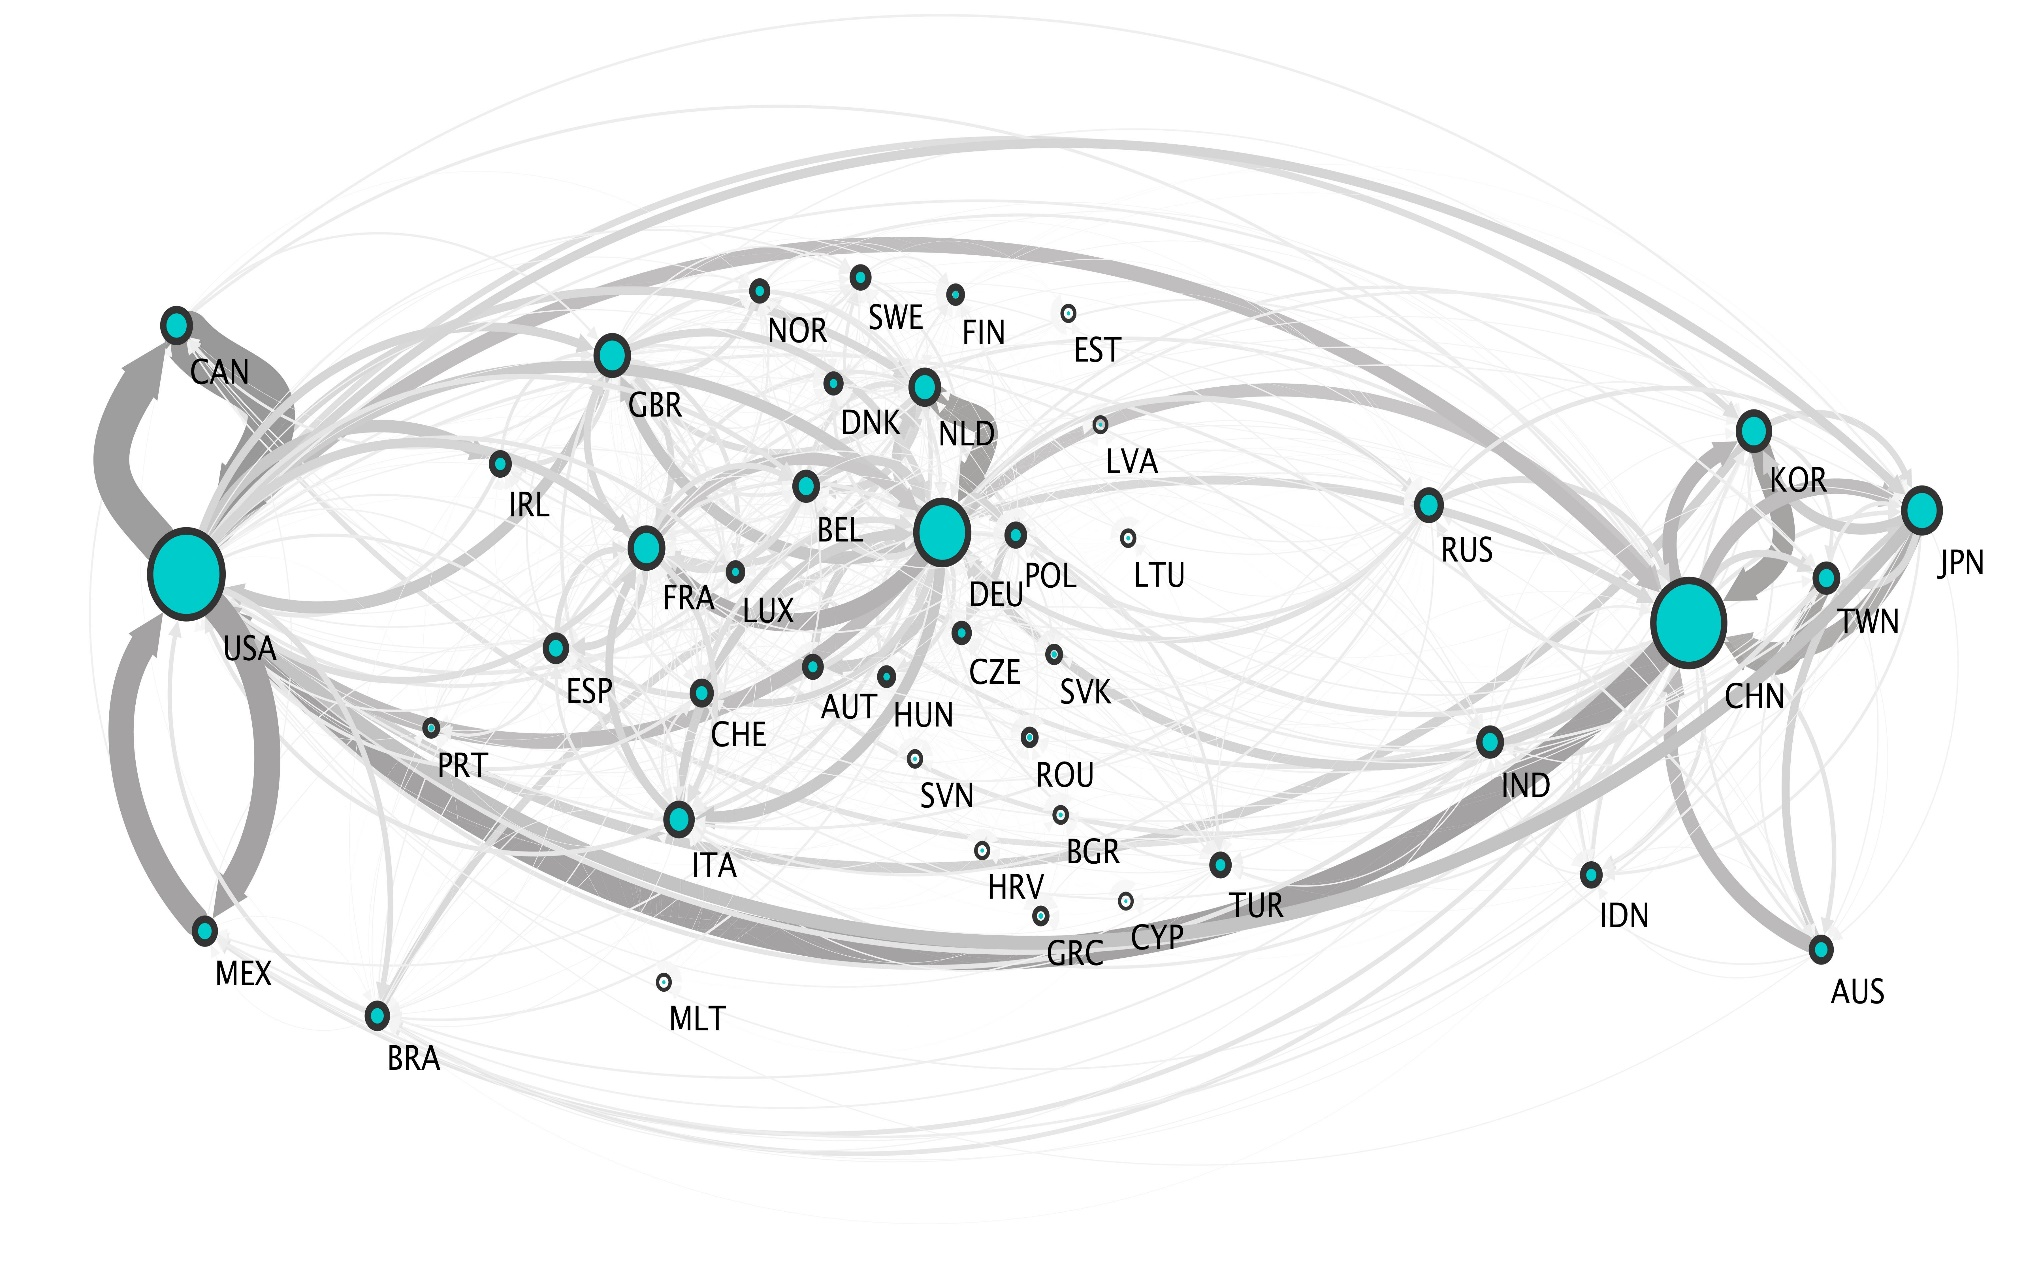 SWE
NOR
FIN
EST
CAN
GBR
DNK
NLD
LVA
KOR
IRL
BEL
RUS
JPN
POL
LTU
DEU
FRA
LUX
TWN
USA
CZE
ESP
SVK
CHN
AUT
HUN
CHE
PRT
ROU
IND
SVN
BGR
ITA
HRV
TUR
IDN
CYP
GRC
MEX
AUS
MLT
BRA